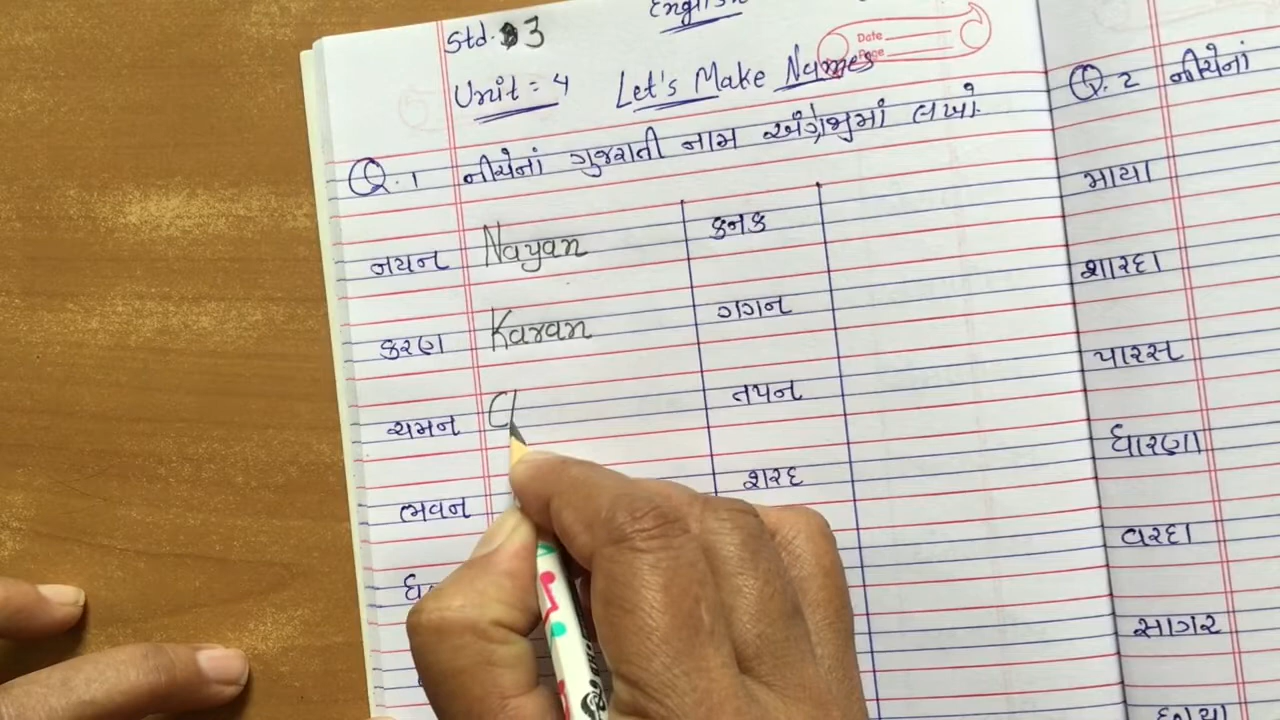 English
Std. 3
Date
Page
Unit = 4 Let's Make Names
Q. 1 નીચેનાં ગુજરાતી નામ અંગ્રેજીમાં લખો.
નયન Nayan કનક
કરણ Karan ગગન
ચમન Ch તપન
ભવન શરદ
Q. 2 નીચેનાં
માયા
શારદા
પારસ
ધારણા
વરદા
સાગર